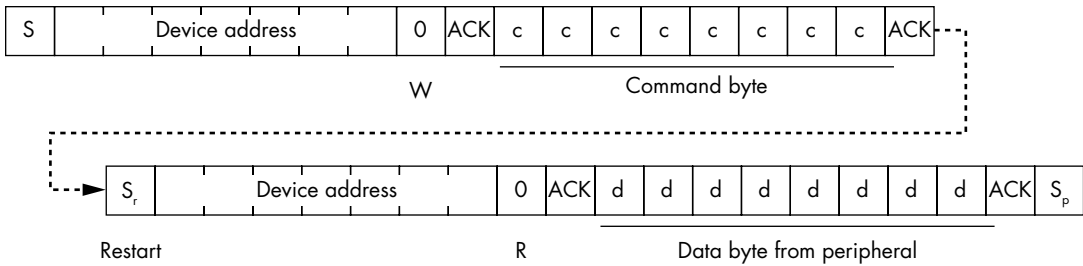 S Device address 0 ACK c c c c c c c c ACK
W Command byte
Sr Device address 0 ACK d d d d d d d d ACK Sp
Restart R Data byte from peripheral